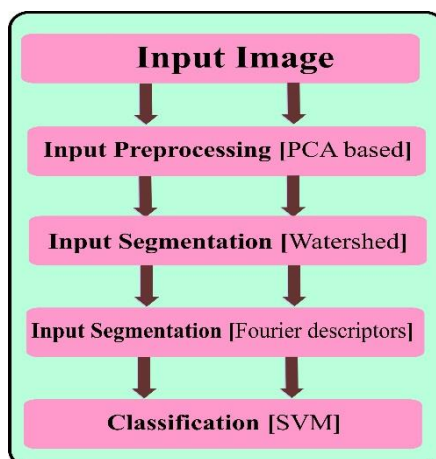 Input Image
Input Preprocessing [PCA based]
Input Segmentation [Watershed]
Input Segmentation [Fourier descriptors]
Classification [SVM]